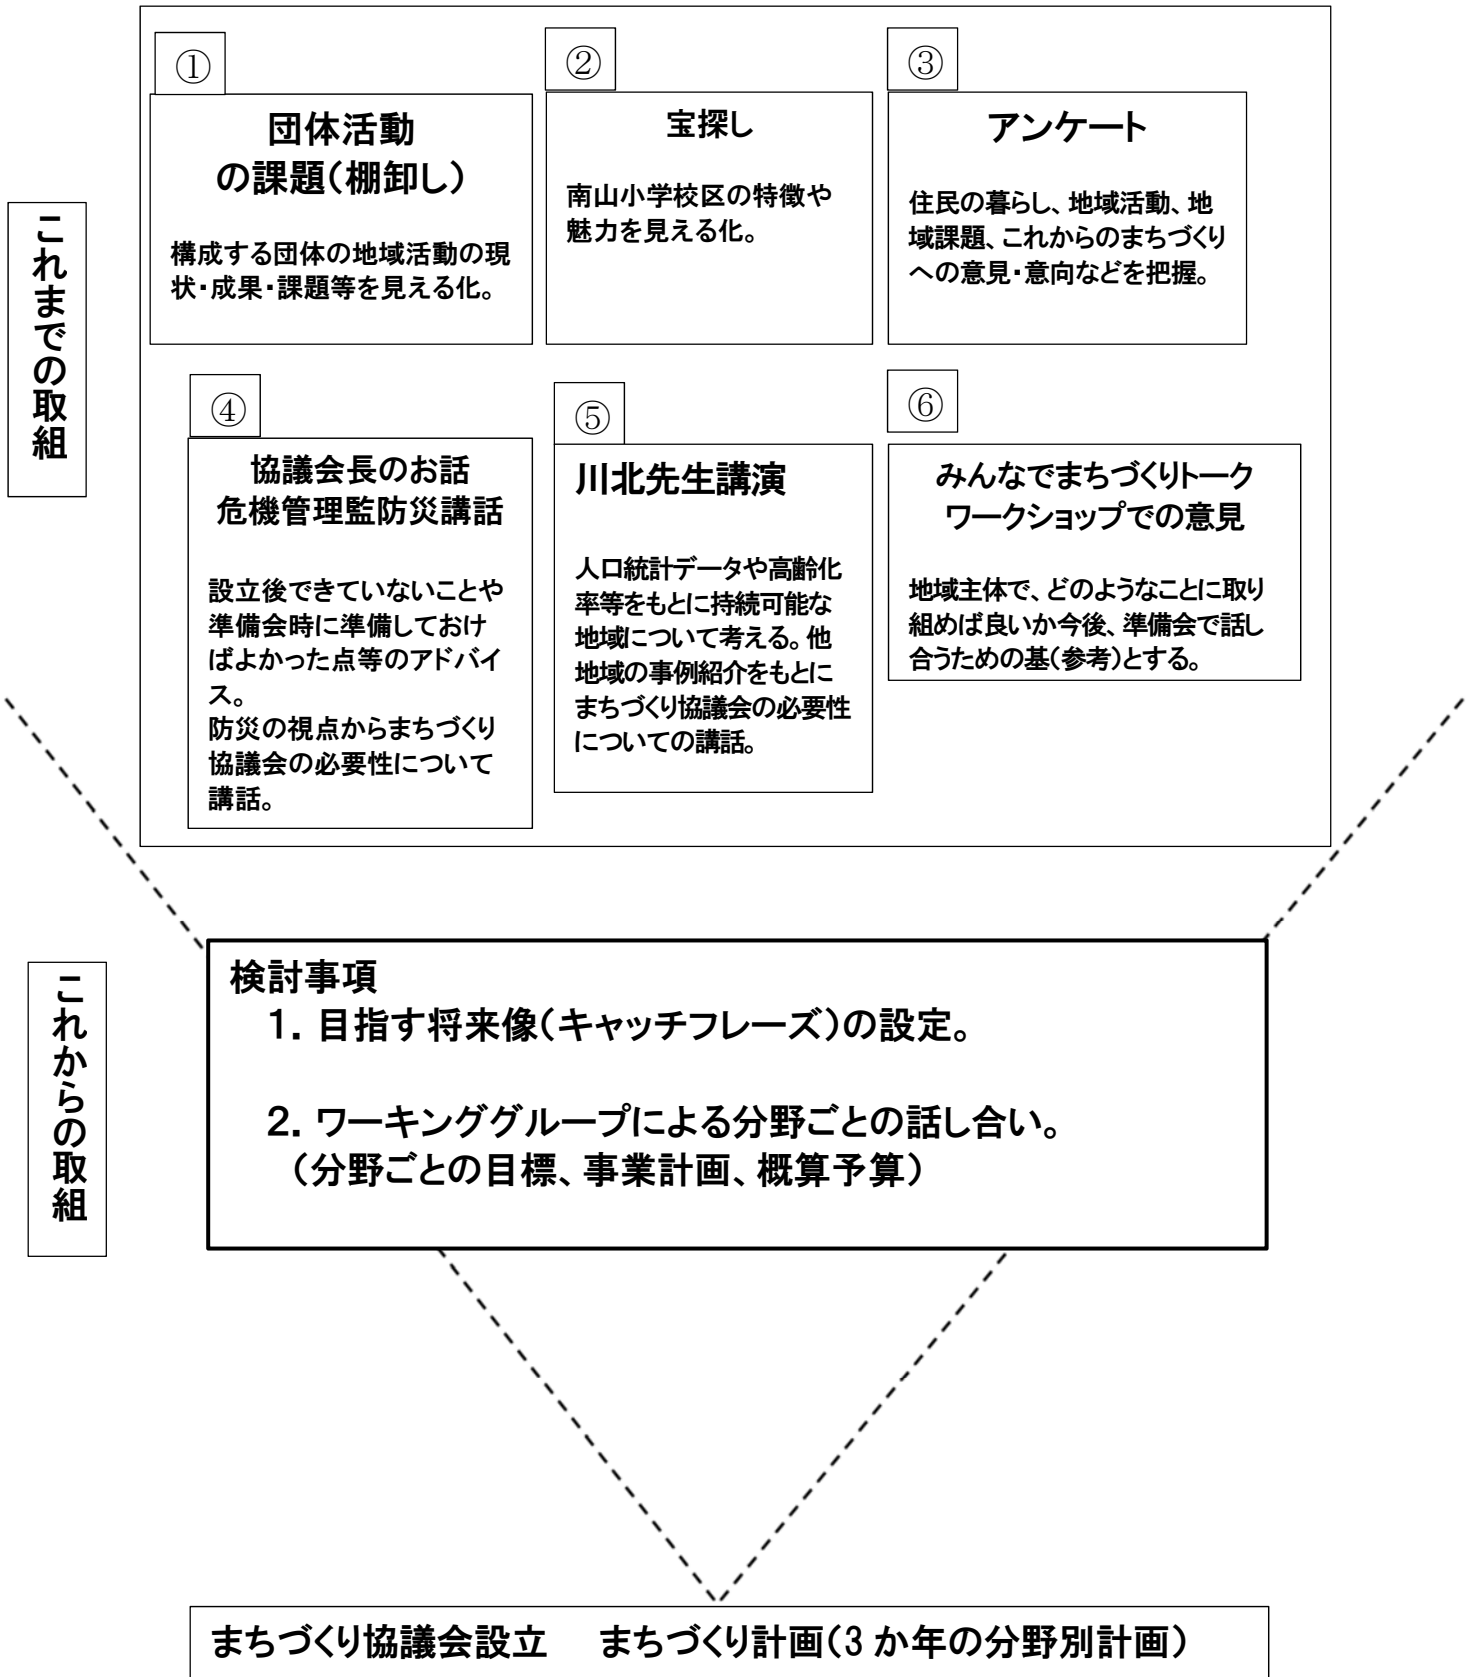 これまでの取組
①
団体活動
の課題（棚卸し）
構成する団体の地域活動の現
状・成果・課題等を見える化。
②
宝探し
南山小学校区の特徴や
魅力を見える化。
③
アンケート
住民の暮らし、地域活動、地
域課題、これからのまちづくり
への意見・意向などを把握。
④
協議会長のお話
危機管理監防災講話
設立後できていないことや
準備会時に準備しておけ
ばよかった点等のアドバイ
ス。
防災の視点からまちづくり
協議会の必要性について
講話。
⑤
川北先生講演
人口統計データや高齢化
率等をもとに持続可能な
地域について考える。他
地域の事例紹介をもとに
まちづくり協議会の必要性
についての講話。
⑥
みんなでまちづくりトーク
ワークショップでの意見
地域主体で、どのようなことに取り
組めば良いか今後、準備会で話し
合うための基（参考）とする。
これからの取組
検討事項
1．目指す将来像（キャッチフレーズ）の設定。
2．ワーキンググループによる分野ごとの話し合い。
（分野ごとの目標、事業計画、概算予算）
まちづくり協議会設立　まちづくり計画（3か年の分野別計画）